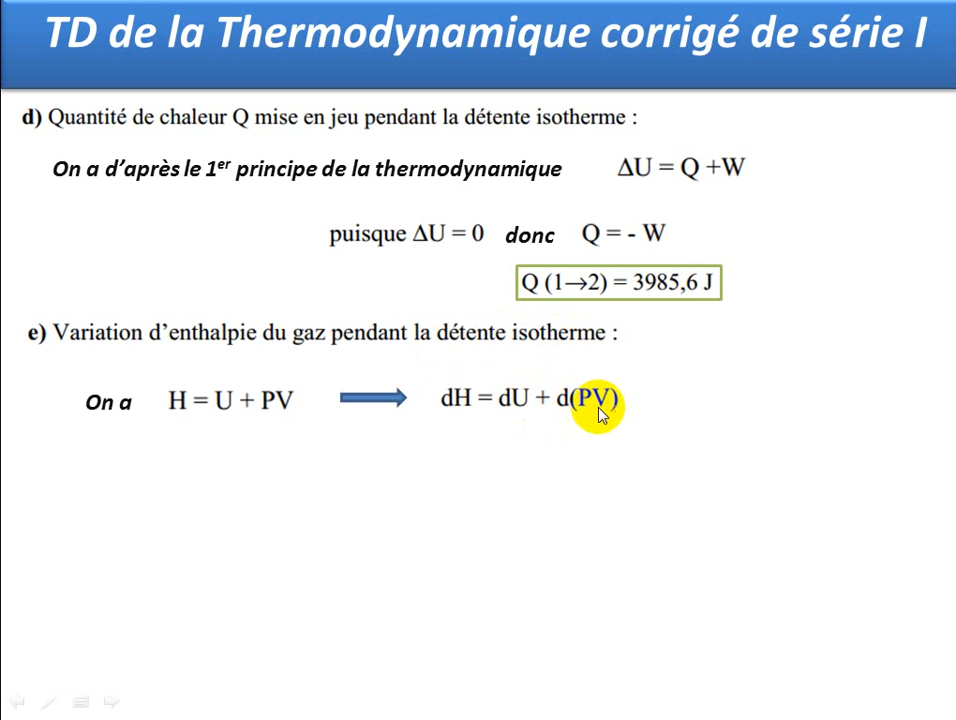 TD de la Thermodynamique corrigé de série I
d) Quantité de chaleur Q mise en jeu pendant la détente isotherme :
On a d’après le 1er principe de la thermodynamique ΔU = Q +W
puisque ΔU = 0 donc Q = - W
Q (1→2) = 3985,6 J
e) Variation d’enthalpie du gaz pendant la détente isotherme :
On a H = U + PV dH = dU + d(PV)